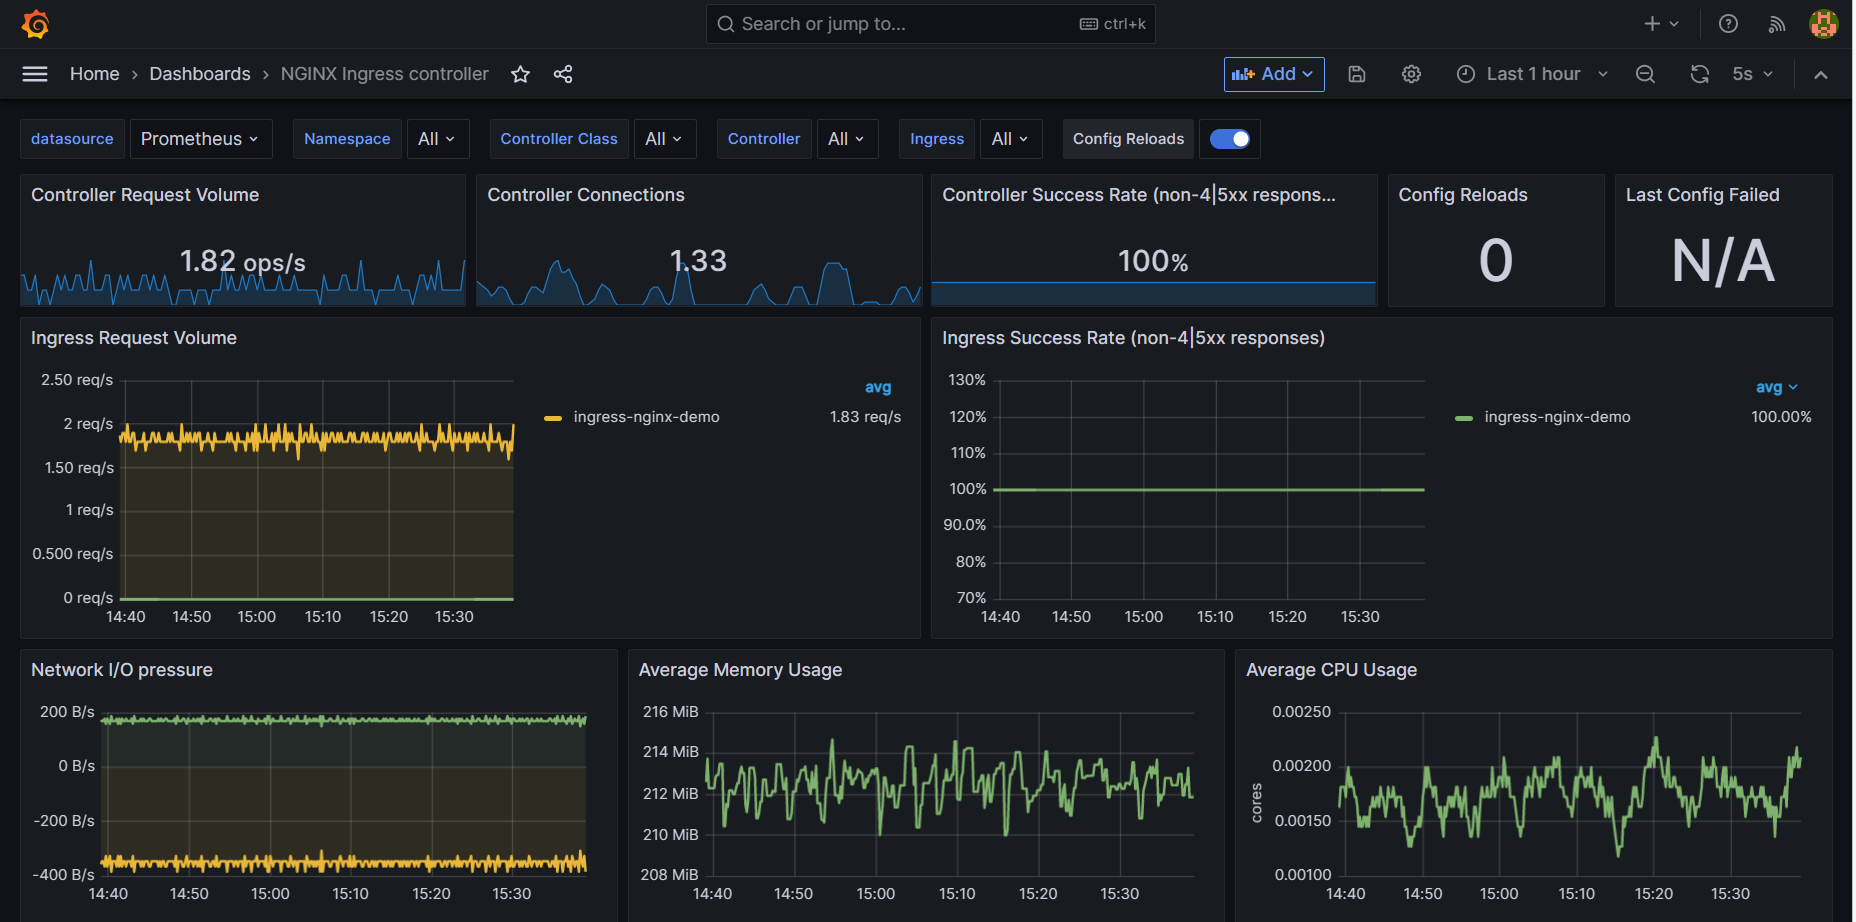 Search or jump to... ctrl+k
Home › Dashboards › NGINX Ingress controller Add Last 1 hour 5s
datasource Prometheus Namespace All Controller Class All Controller All Ingress All Config Reloads
Controller Request Volume
1.82 ops/s
Controller Connections
1.33
Controller Success Rate (non-4|5xx respons...
100%
Config Reloads
0
Last Config Failed
N/A
Ingress Request Volume
2.50 req/s
2 req/s
1.50 req/s
1 req/s
0.500 req/s
0 req/s
14:40 14:50 15:00 15:10 15:20 15:30
avg
ingress-nginx-demo 1.83 req/s
Ingress Success Rate (non-4|5xx responses)
130%
120%
110%
100%
90.0%
80%
70%
14:40 14:50 15:00 15:10 15:20 15:30
avg
ingress-nginx-demo 100.00%
Network I/O pressure
200 B/s
0 B/s
-200 B/s
-400 B/s
14:40 14:50 15:00 15:10 15:20 15:30
Average Memory Usage
216 MiB
214 MiB
212 MiB
210 MiB
208 MiB
14:40 14:50 15:00 15:10 15:20 15:30
Average CPU Usage
cores
0.00250
0.00200
0.00150
0.00100
14:40 14:50 15:00 15:10 15:20 15:30